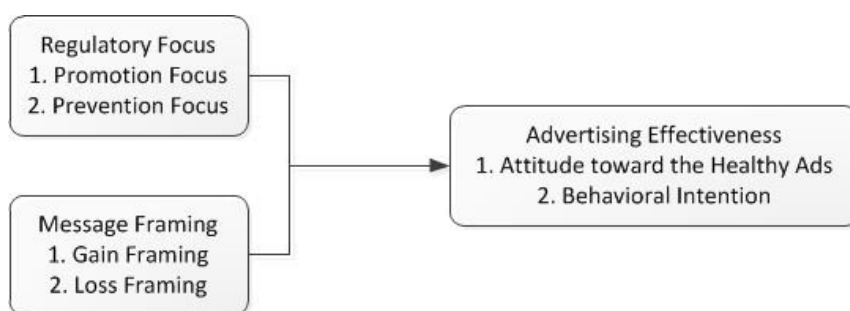 Regulatory Focus
1. Promotion Focus
2. Prevention Focus
Message Framing
1. Gain Framing
2. Loss Framing
Advertising Effectiveness
1. Attitude toward the Healthy Ads
2. Behavioral Intention